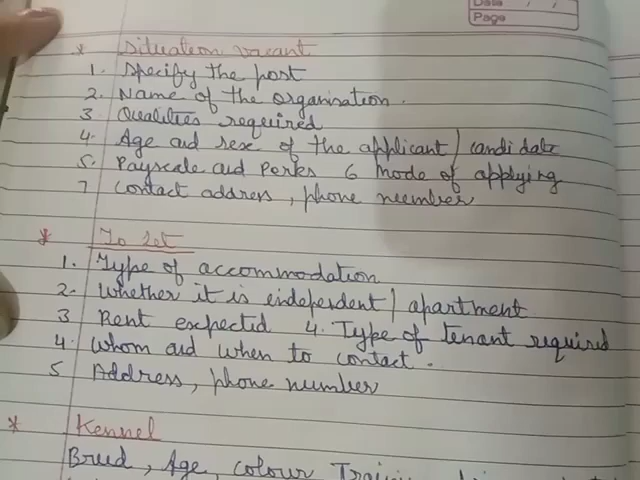 Date / /
Page
* Situation vacant
1. Specify the post
2. Name of the organisation.
3 Qualities required
4. Age and sex of the applicant / candidate
5. Payscale and Perks 6 Mode of applying
7 Contact address, phone number
* To let
1. Type of accommodation
2. Whether it is independent / apartment
3 Rent expected 4. Type of tenant required
4. Whom and when to contact.
5 Address, phone number
* Kennel
Breed, Age, colour